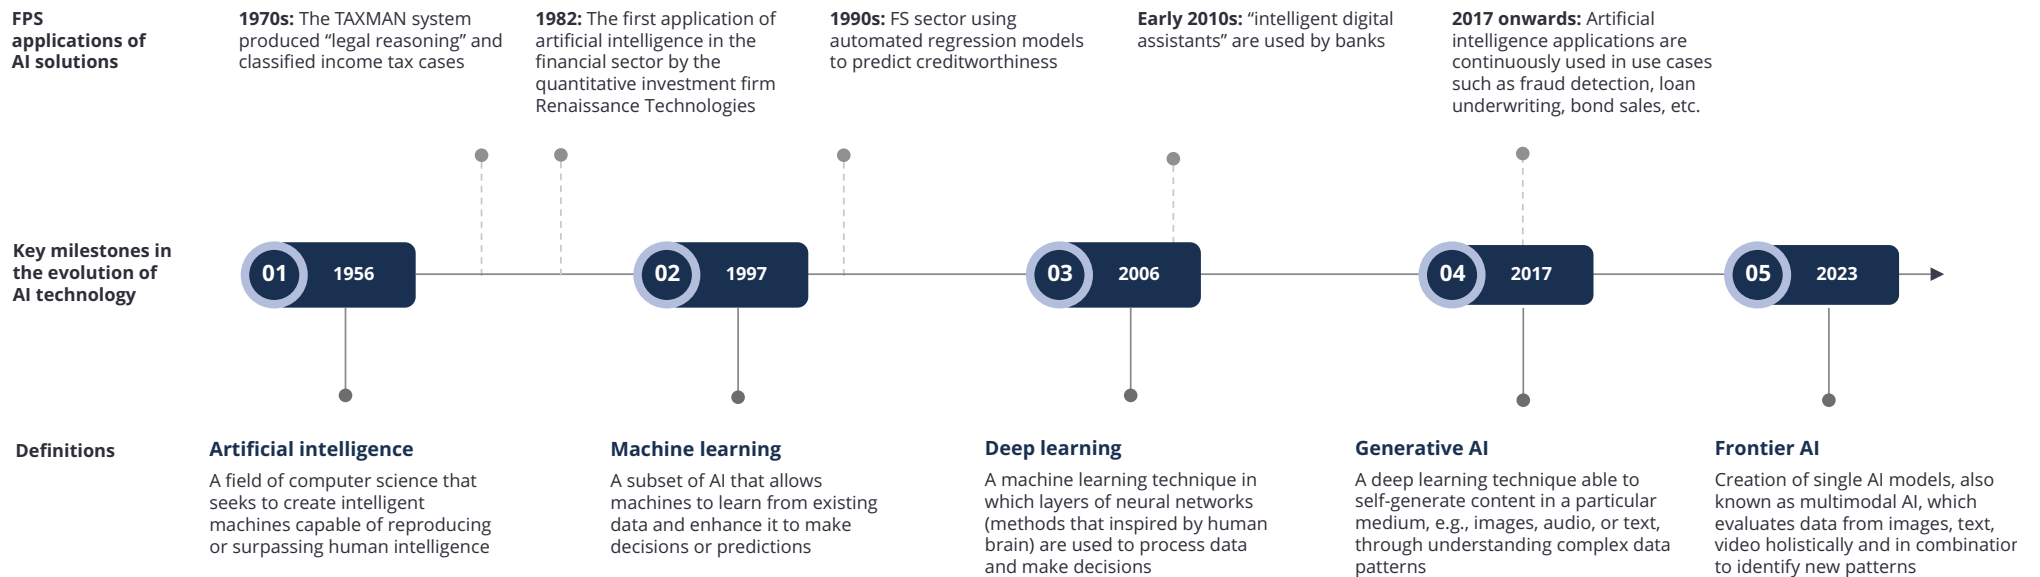 FPS
applications of
AI solutions
1970s: The TAXMAN system
produced “legal reasoning” and
classified income tax cases
1982: The first application of
artificial intelligence in the
financial sector by the
quantitative investment firm
Renaissance Technologies
1990s: FS sector using
automated regression models
to predict creditworthiness
Early 2010s: “intelligent digital
assistants” are used by banks
2017 onwards: Artificial
intelligence applications are
continuously used in use cases
such as fraud detection, loan
underwriting, bond sales, etc.
Key milestones in
the evolution of
AI technology
01 1956
02 1997
03 2006
04 2017
05 2023
Definitions
Artificial intelligence
A field of computer science that
seeks to create intelligent
machines capable of reproducing
or surpassing human intelligence
Machine learning
A subset of AI that allows
machines to learn from existing
data and enhance it to make
decisions or predictions
Deep learning
A machine learning technique in
which layers of neural networks
(methods that inspired by human
brain) are used to process data
and make decisions
Generative AI
A deep learning technique able to
self-generate content in a particular
medium, e.g., images, audio, or text,
through understanding complex data
patterns
Frontier AI
Creation of single AI models, also
known as multimodal AI, which
evaluates data from images, text,
video holistically and in combination
to identify new patterns